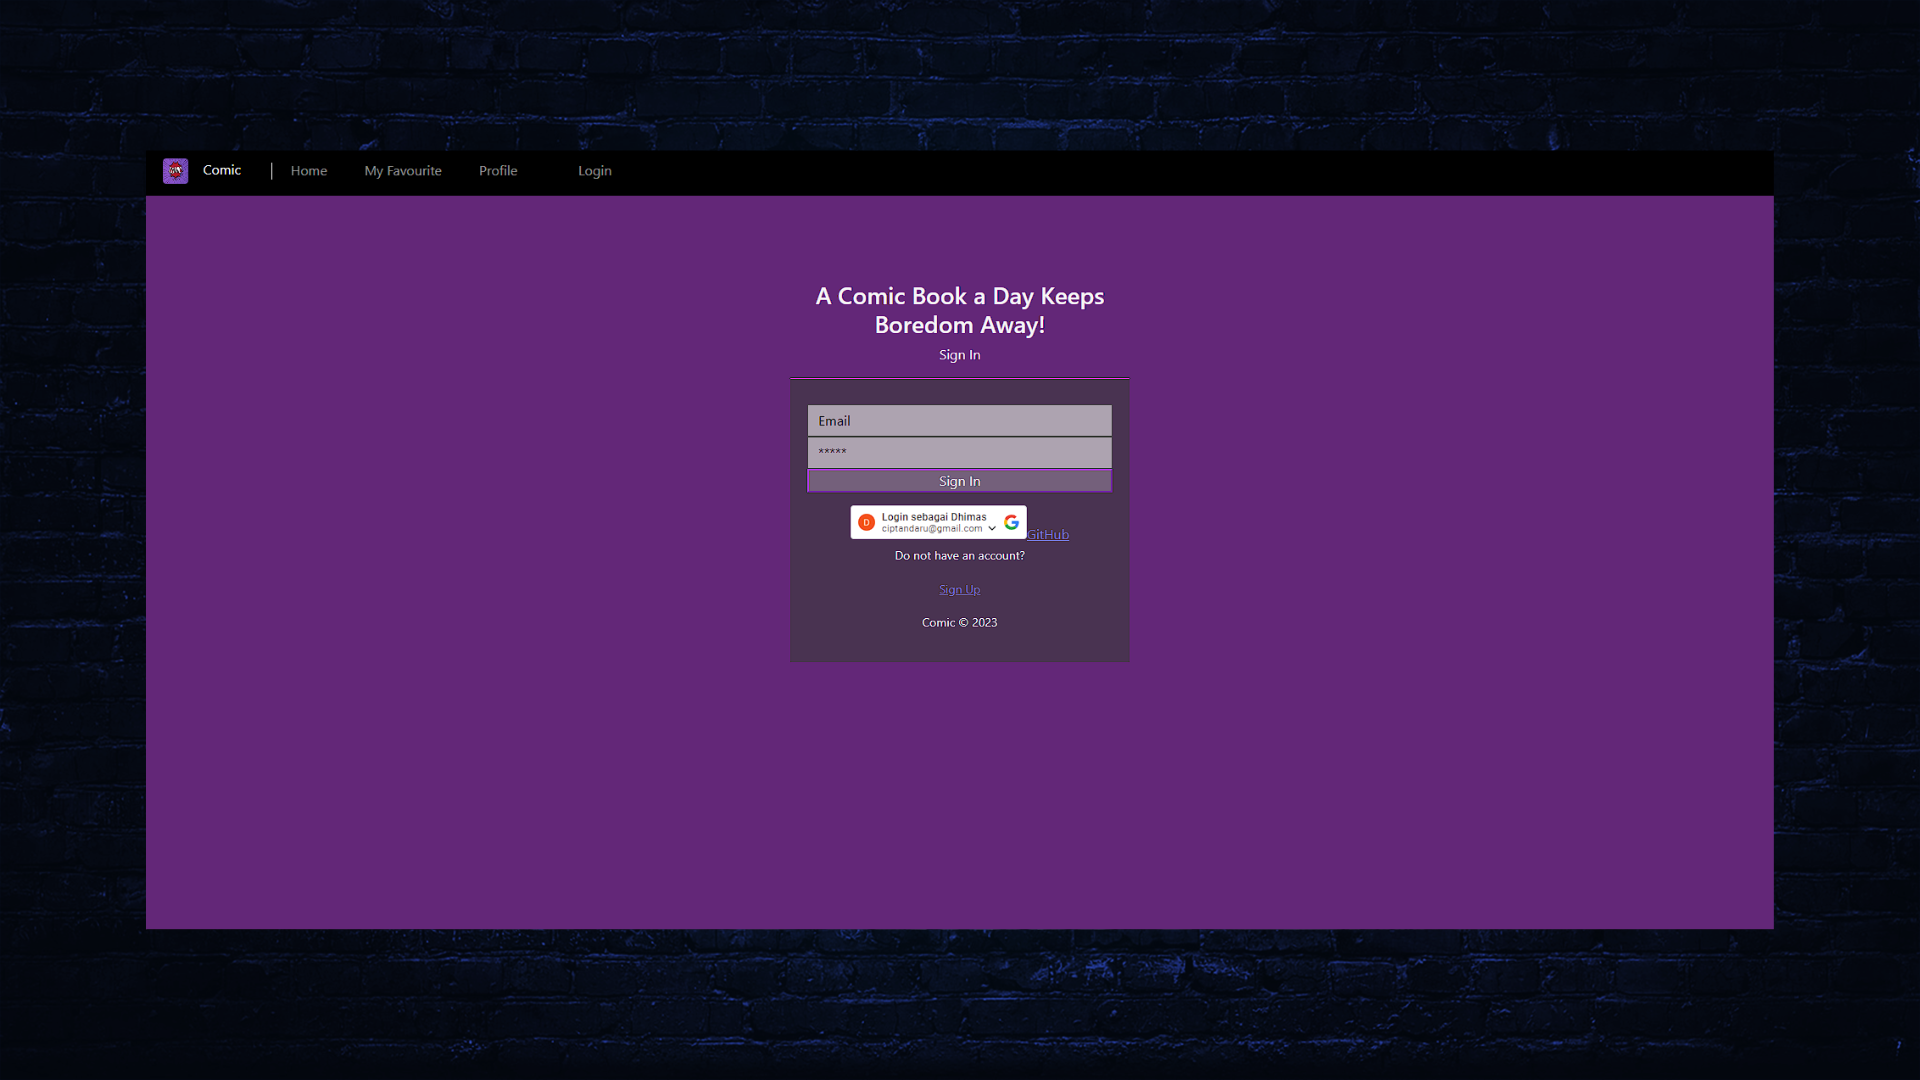 Comic | Home My Favourite Profile Login
A Comic Book a Day Keeps
Boredom Away!
Sign In
Email
*****
Sign In
D Login sebagai Dhimas
ciptandaru@gmail.com
GitHub
Do not have an account?
Sign Up
Comic © 2023